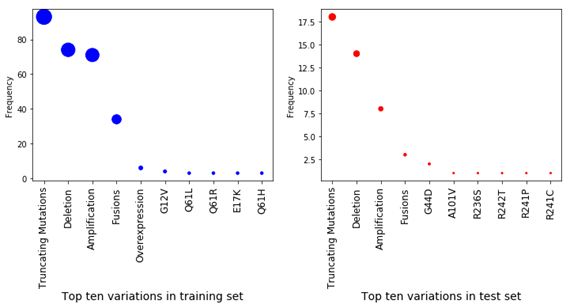 Frequency
80
60
40
20
0
Truncating Mutations
Deletion
Amplification
Fusions
Overexpression
G12V
Q61L
Q61R
E17K
Q61H
Top ten variations in training set
Frequency
17.5
15.0
12.5
10.0
7.5
5.0
2.5
Truncating Mutations
Deletion
Amplification
Fusions
G44D
A101V
R236S
R242T
R241P
R241C
Top ten variations in test set